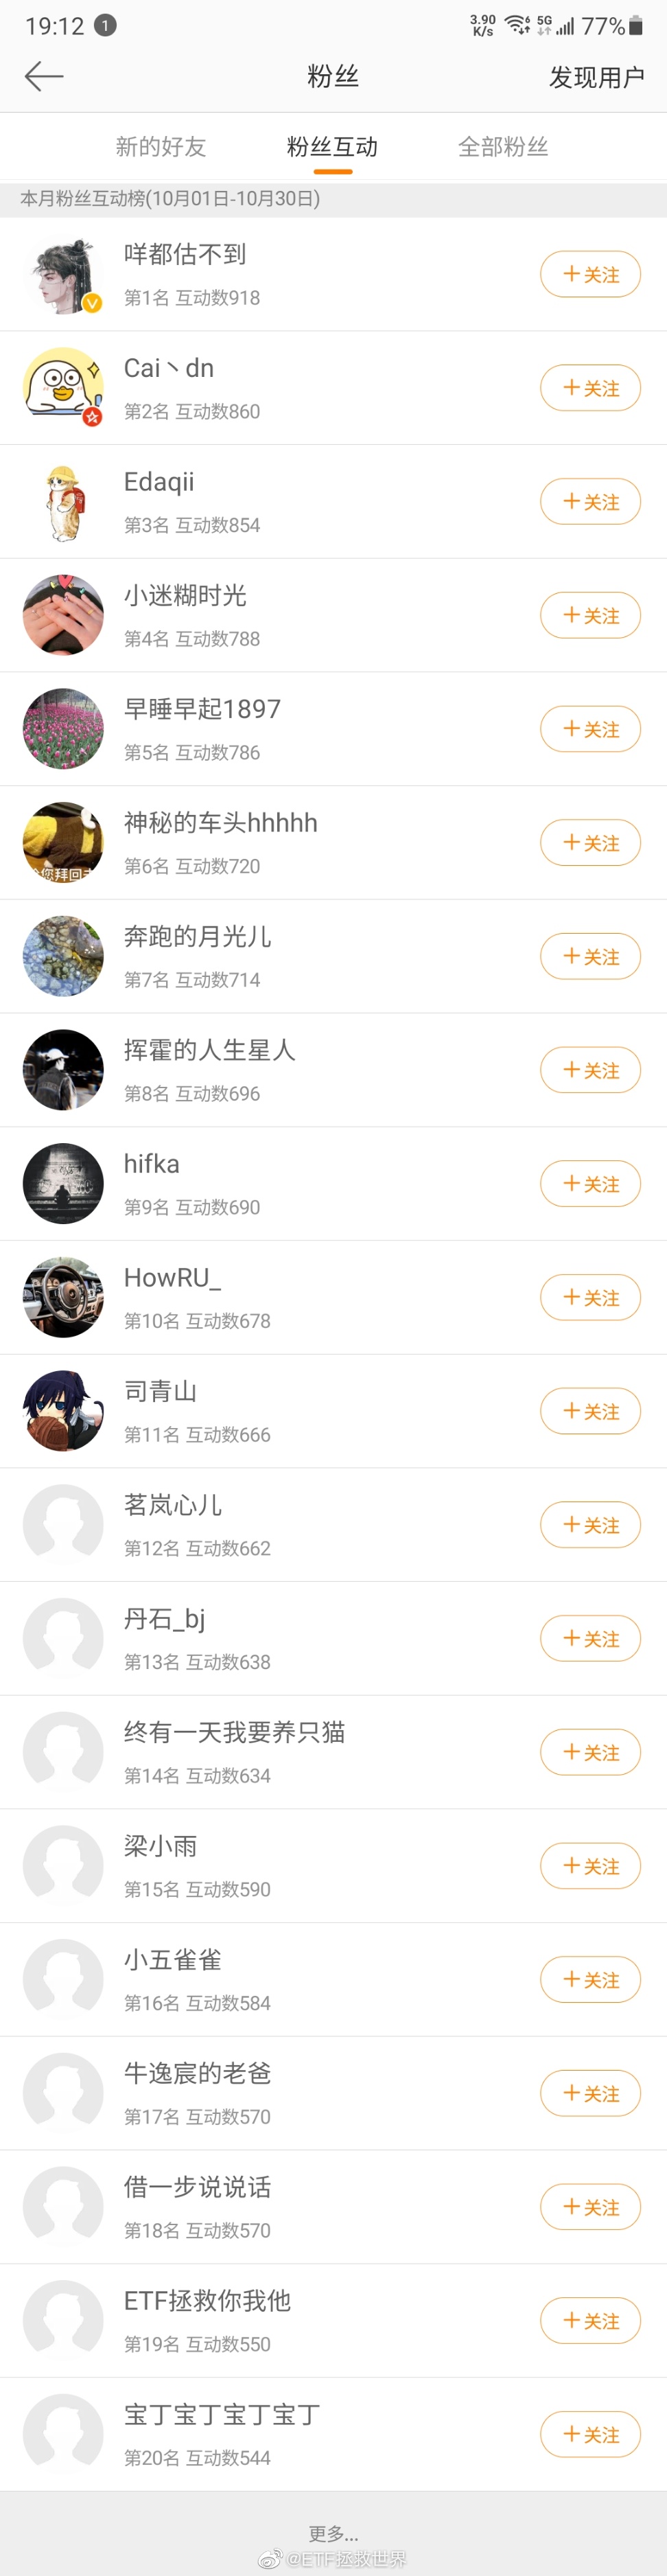 19:12 1 3.90 K/s 6 5G 77%
粉丝 发现用户
新的好友 粉丝互动 全部粉丝
本月粉丝互动榜(10月01日-10月30日)
咩都估不到
第1名 互动数918
+关注
Cai丶dn
第2名 互动数860
+关注
Edaqii
第3名 互动数854
+关注
小迷糊时光
第4名 互动数788
+关注
早睡早起1897
第5名 互动数786
+关注
神秘的车头hhhhh
第6名 互动数720
+关注
您拜回
奔跑的月光儿
第7名 互动数714
+关注
挥霍的人生星人
第8名 互动数696
+关注
hifka
第9名 互动数690
+关注
HowRU_
第10名 互动数678
+关注
司青山
第11名 互动数666
+关注
茗岚心儿
第12名 互动数662
+关注
丹石_bj
第13名 互动数638
+关注
终有一天我要养只猫
第14名 互动数634
+关注
梁小雨
第15名 互动数590
+关注
小五雀雀
第16名 互动数584
+关注
牛逸宸的老爸
第17名 互动数570
+关注
借一步说说话
第18名 互动数570
+关注
ETF拯救你我他
第19名 互动数550
+关注
宝丁宝丁宝丁宝丁
第20名 互动数544
+关注
更多...
@ETF拯救世界